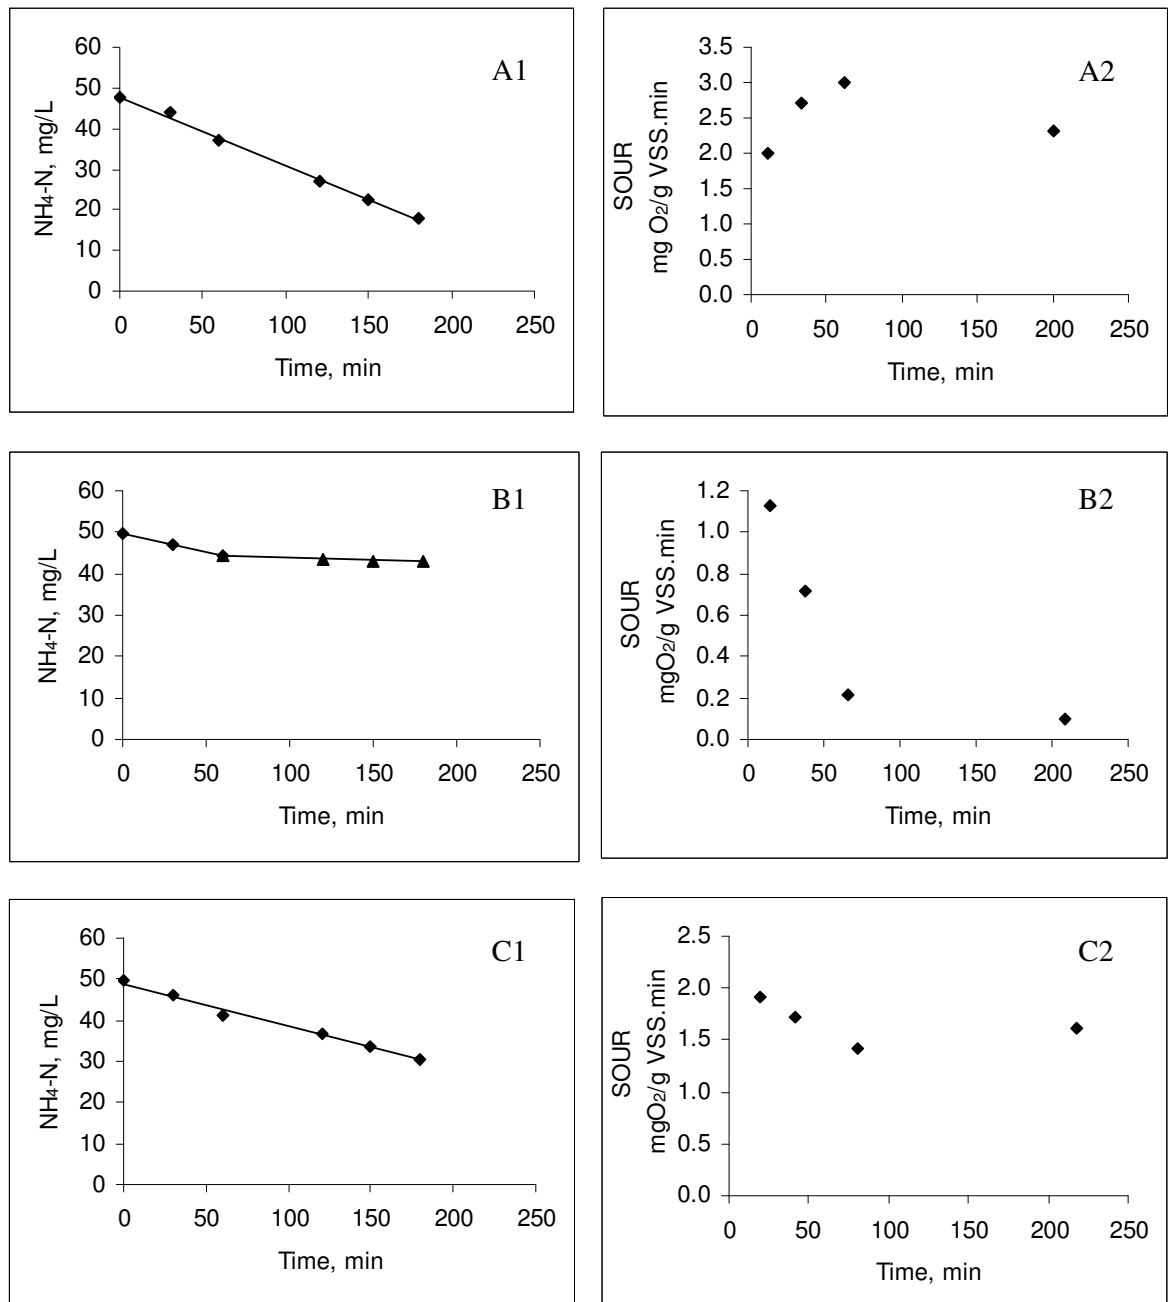 A1
NH4-N, mg/L
60
50
40
30
20
10
0
0 50 100 150 200 250
Time, min
A2
SOUR
mg O2/g VSS.min
3.5
3.0
2.5
2.0
1.5
1.0
0.5
0.0
0 50 100 150 200 250
Time, min
B1
NH4-N, mg/L
60
50
40
30
20
10
0
0 50 100 150 200 250
Time, min
B2
SOUR
mgO2/g VSS.min
1.2
1.0
0.8
0.6
0.4
0.2
0.0
0 50 100 150 200 250
Time, min
C1
NH4-N, mg/L
60
50
40
30
20
10
0
0 50 100 150 200 250
Time, min
C2
SOUR
mgO2/g VSS.min
2.5
2.0
1.5
1.0
0.5
0.0
0 50 100 150 200 250
Time, min